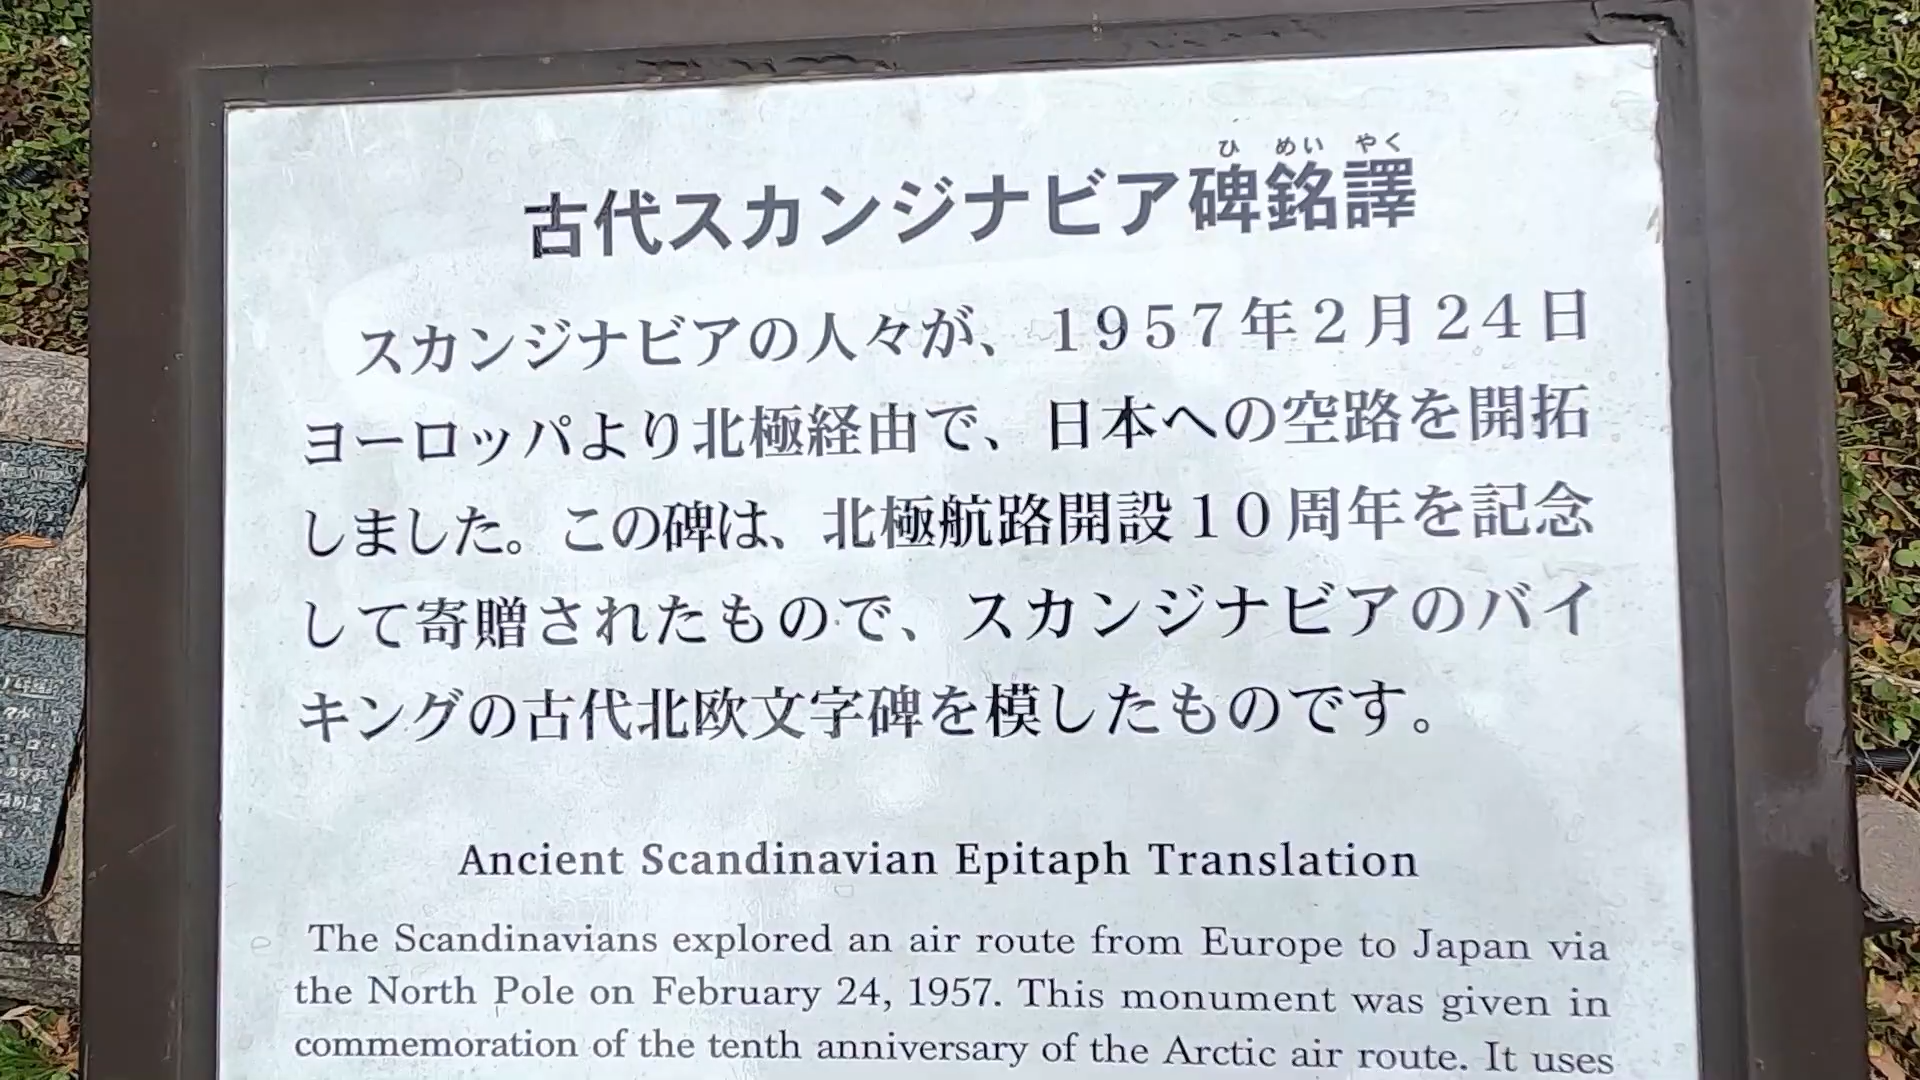 ひ めい やく
古代スカンジナビア碑銘譯
スカンジナビアの人々が、1957年2月24日
ヨーロッパより北極経由で、日本への空路を開拓
しました。この碑は、北極航路開設10周年を記念
して寄贈されたもので、スカンジナビアのバイ
キングの古代北欧文字碑を模したものです。
Ancient Scandinavian Epitaph Translation
The Scandinavians explored an air route from Europe to Japan via
the North Pole on February 24, 1957. This monument was given in
commemoration of the tenth anniversary of the Arctic air route. It uses